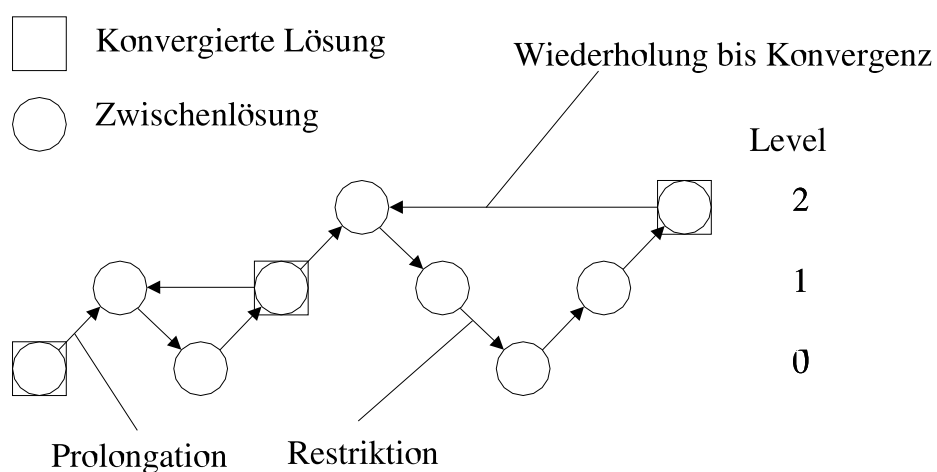 Konvergierte Lösung
Wiederholung bis Konvergenz
Zwischenlösung
Level
2
1
0
Prolongation
Restriktion